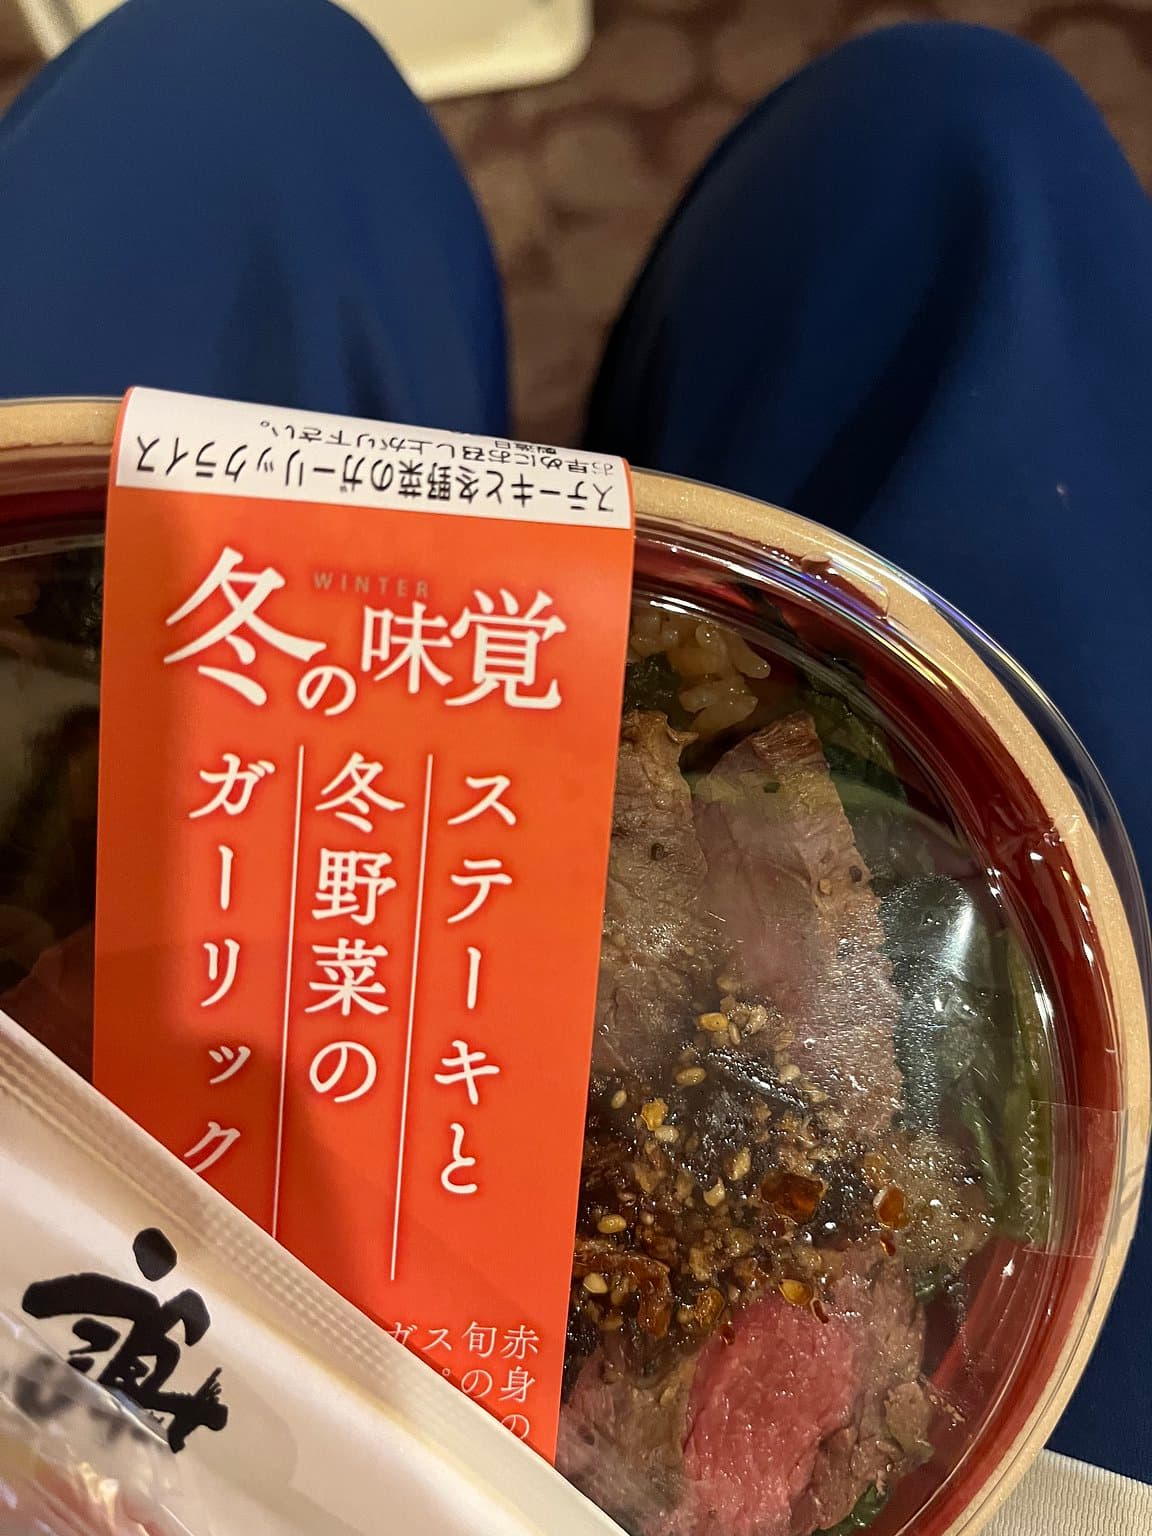 ステーキと冬野菜のガーリックライス
お早めにお召し上がり下さい。
製造日
WINTER
冬の味覚
ステーキと
冬野菜の
ガーリック
赤身の
旬の
ス
ガ